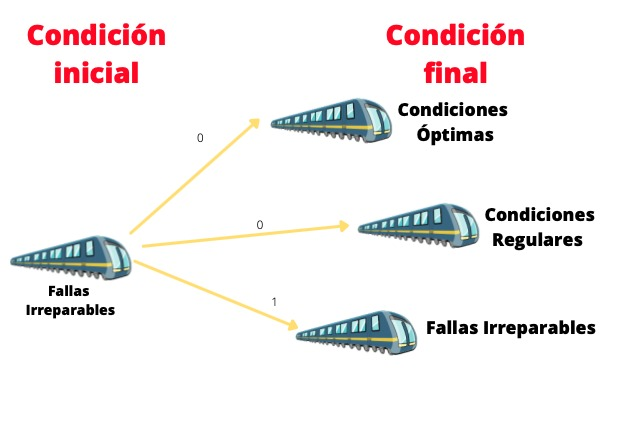 Condición
inicial
Condición
final
0
Condiciones
Óptimas
0
Condiciones
Regulares
Fallas
Irreparables
1
Fallas Irreparables